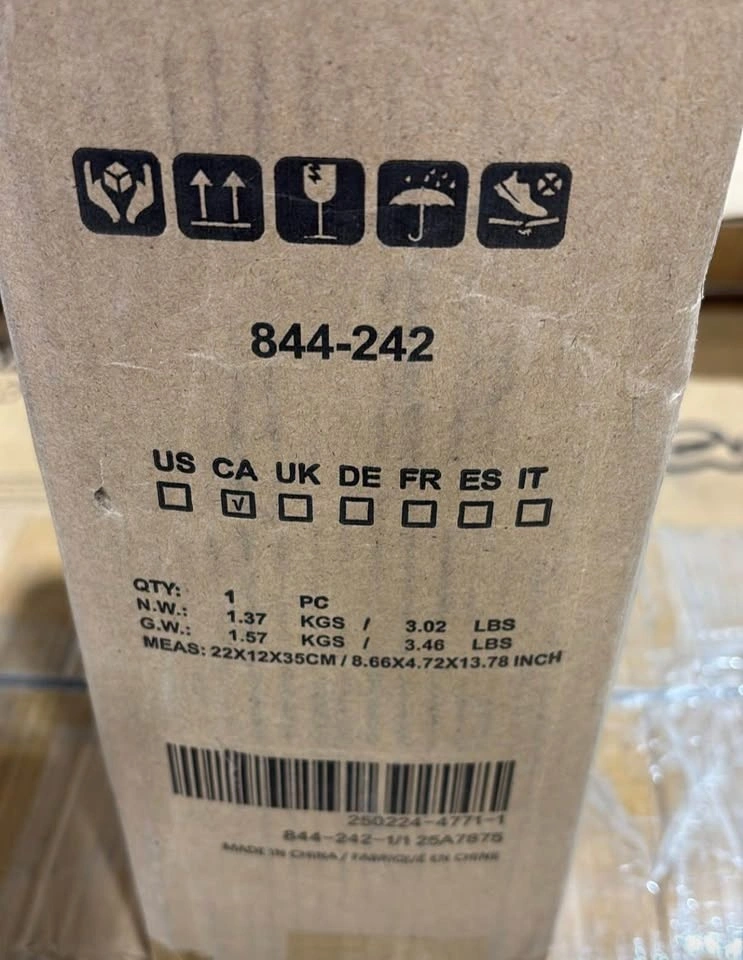 844-242
US CA UK DE FR ES IT
√
QTY: 1 PC
N.W.: 1.37 KGS / 3.02 LBS
G.W.: 1.57 KGS / 3.46 LBS
MEAS: 22X12X35CM / 8.66X4.72X13.78 INCH
250224-4771-1
844-242-1/1 25A7875
MADE IN CHINA / FABRIQUÉ EN CHINE